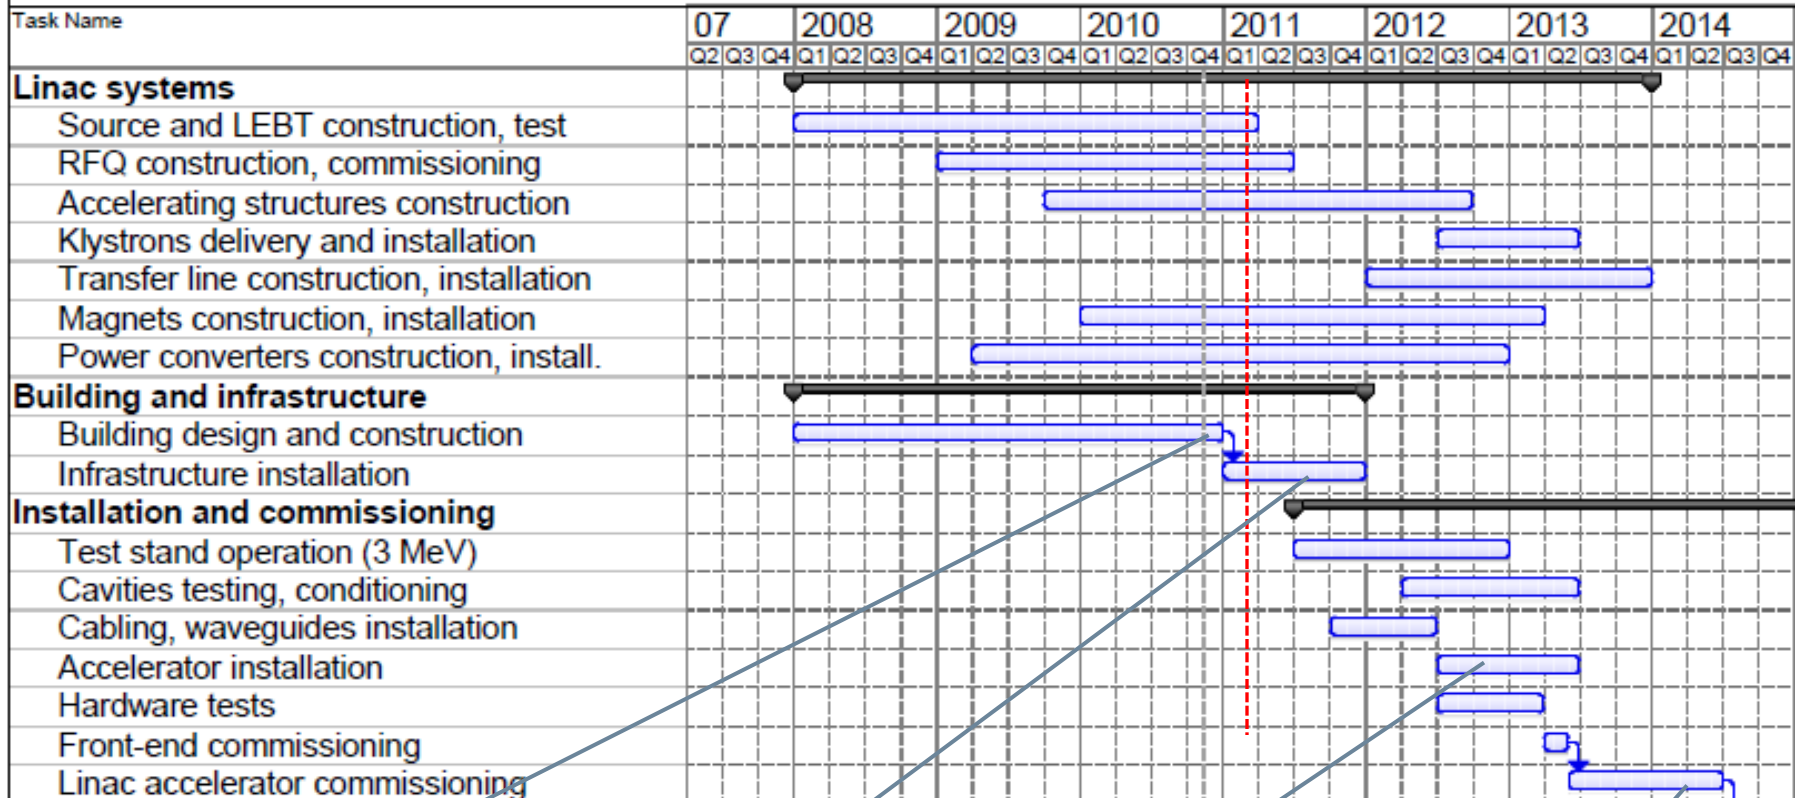 Task Name
07 2008 2009 2010 2011 2012 2013 2014
Q2 Q3 Q4 Q1 Q2 Q3 Q4 Q1 Q2 Q3 Q4 Q1 Q2 Q3 Q4 Q1 Q2 Q3 Q4 Q1 Q2 Q3 Q4 Q1 Q2 Q3 Q4 Q1 Q2 Q3 Q4
Linac systems
Source and LEBT construction, test
RFQ construction, commissioning
Accelerating structures construction
Klystrons delivery and installation
Transfer line construction, installation
Magnets construction, installation
Power converters construction, install.
Building and infrastructure
Building design and construction
Infrastructure installation
Installation and commissioning
Test stand operation (3 MeV)
Cavities testing, conditioning
Cabling, waveguides installation
Accelerator installation
Hardware tests
Front-end commissioning
Linac accelerator commissioning